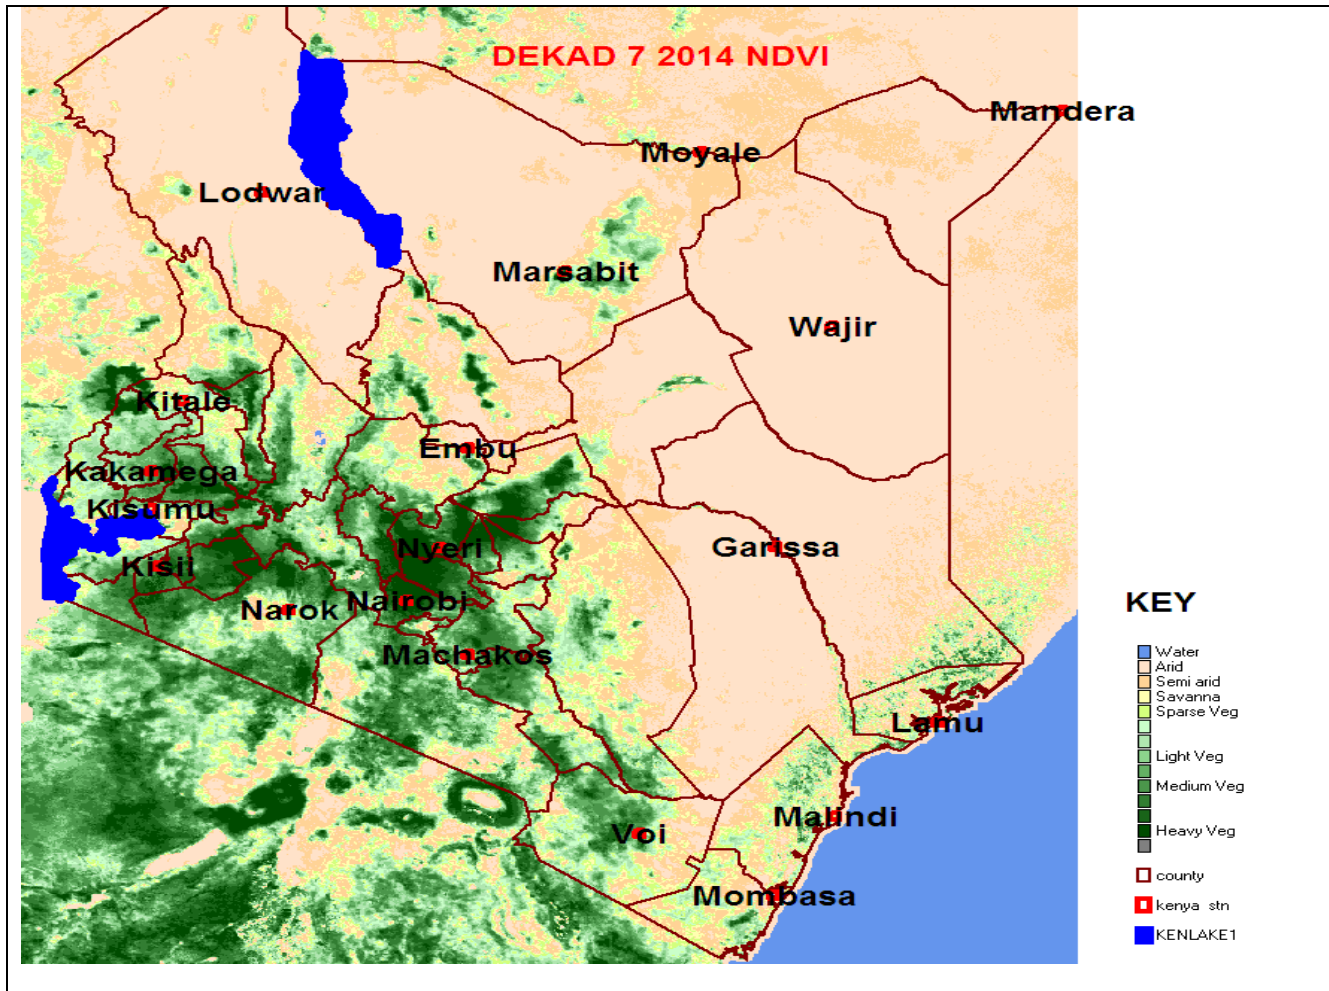 DEKAD 7 2014 NDVI
Mandera
Moyale
Lodwar
Marsabit
Wajir
Kitale
Embu
Kakamega
Kisumu
Nyeri
Garissa
Kisii
Narok
Nairobi
Machakos
Lamu
Malindi
Voi
Mombasa
KEY
Water
Arid
Semi arid
Savanna
Sparse Veg
Light Veg
Medium Veg
Heavy Veg
county
kenya stn
KENLAKE1